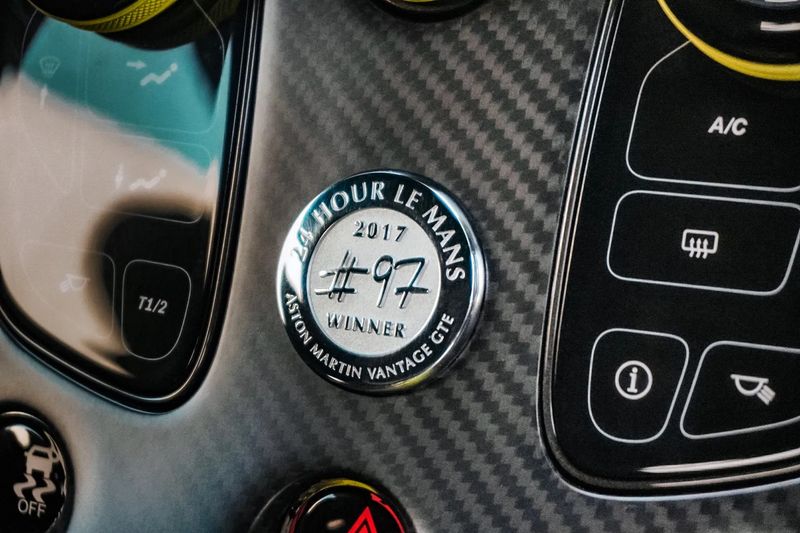 24 HOUR LE MANS
2017
#97
WINNER
ASTON MARTIN VANTAGE GTE
A/C
T1/2
i
OFF